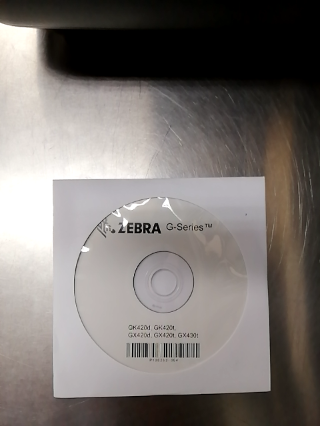 ZEBRA G-Series™
GK420d, GK420t,
GX420d, GX420t, GX430t